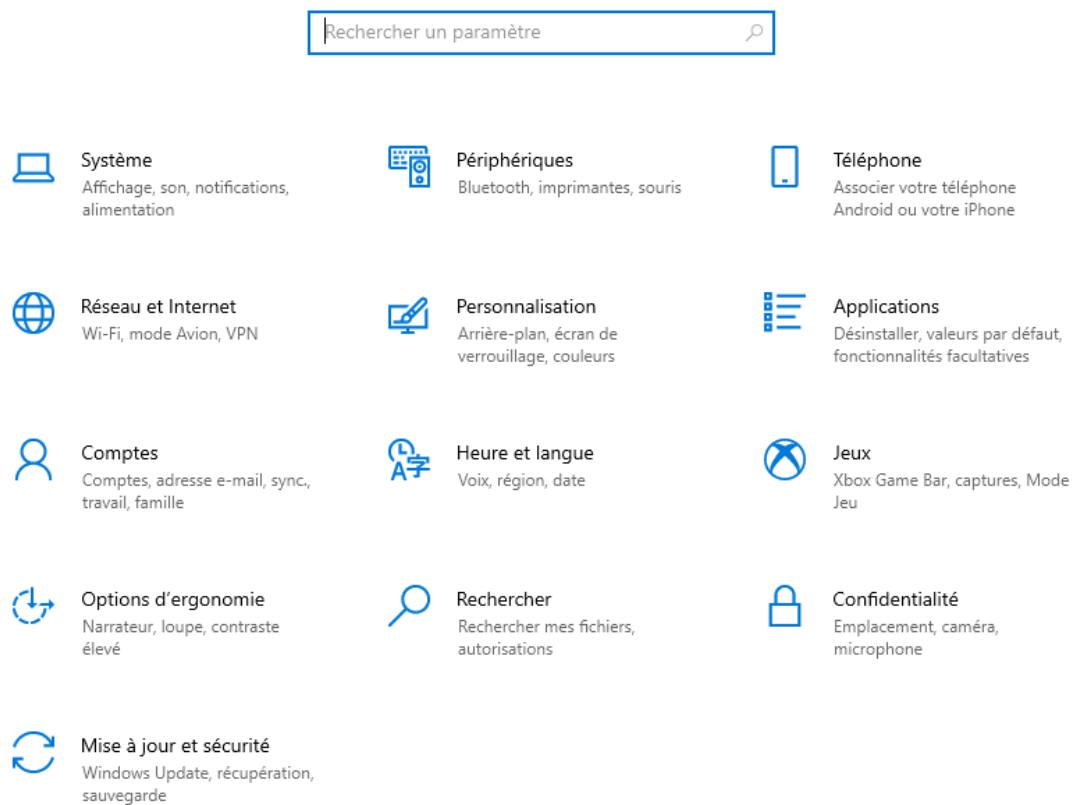 Rechercher un paramètre
Système
Affichage, son, notifications,
alimentation
Périphériques
Bluetooth, imprimantes, souris
Téléphone
Associer votre téléphone
Android ou votre iPhone
Réseau et Internet
Wi-Fi, mode Avion, VPN
Personnalisation
Arrière-plan, écran de
verrouillage, couleurs
Applications
Désinstaller, valeurs par défaut,
fonctionnalités facultatives
Comptes
Comptes, adresse e-mail, sync.,
travail, famille
Heure et langue
Voix, région, date
Jeux
Xbox Game Bar, captures, Mode
Jeu
Options d’ergonomie
Narrateur, loupe, contraste
élevé
Rechercher
Rechercher mes fichiers,
autorisations
Confidentialité
Emplacement, caméra,
microphone
Mise à jour et sécurité
Windows Update, récupération,
sauvegarde